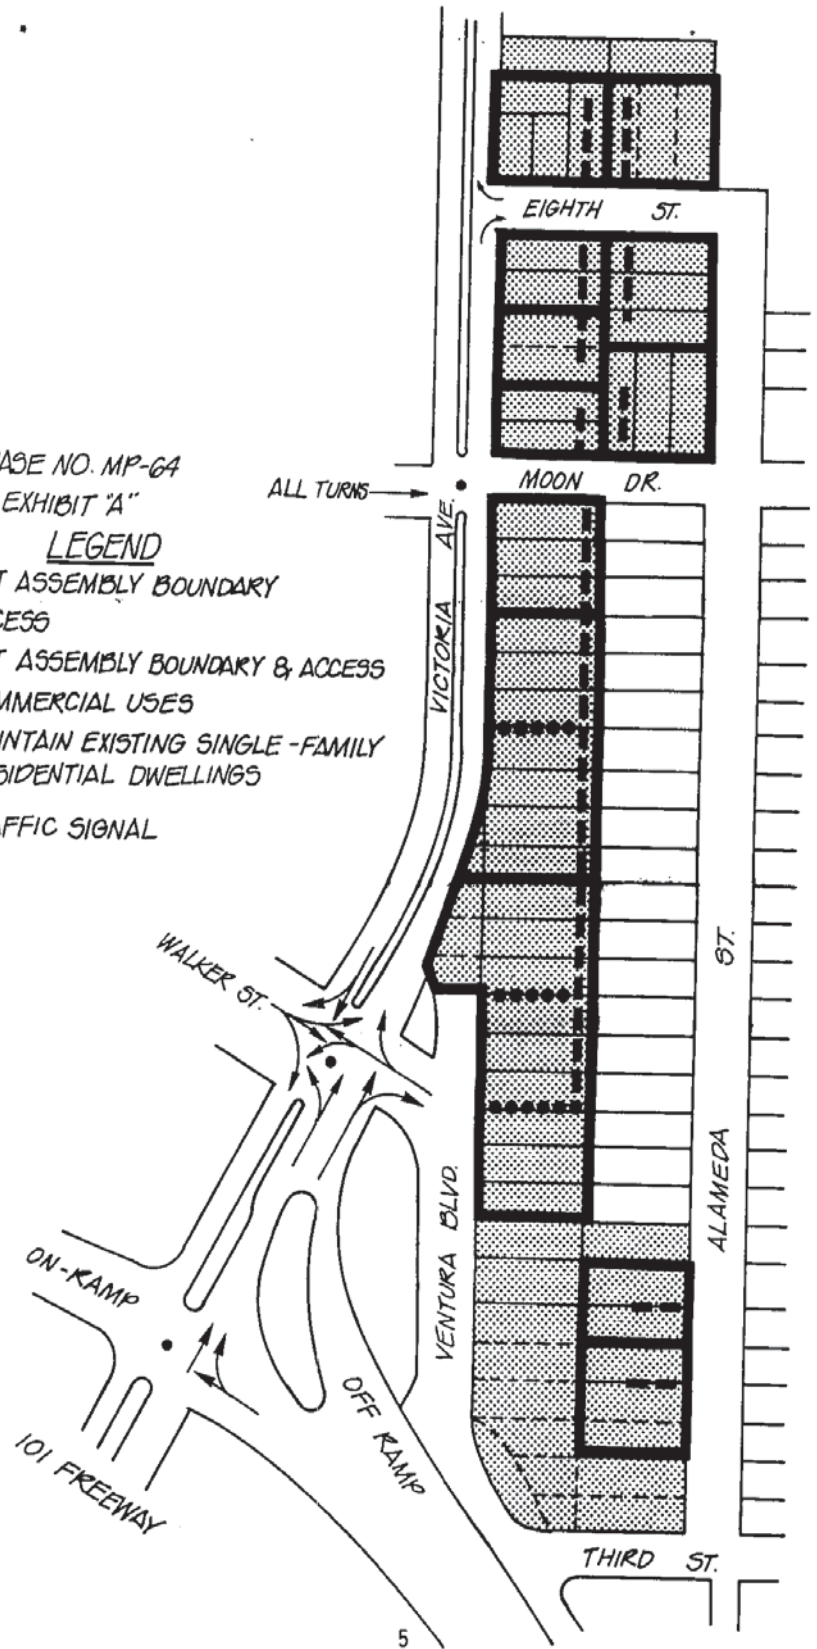 EIGHTH ST.
ASE NO. MP-64
EXHIBIT "A"
ALL TURNS
MOON DR.
LEGEND
T ASSEMBLY BOUNDARY
CESS
T ASSEMBLY BOUNDARY & ACCESS
MMERCIAL USES
INTAIN EXISTING SINGLE-FAMILY
SIDENTIAL DWELLINGS
AFFIC SIGNAL
VICTORIA AVE.
WALKER ST.
ALAMEDA ST.
VENTURA BLVD.
ON-RAMP
OFF RAMP
101 FREEWAY
THIRD ST.
5